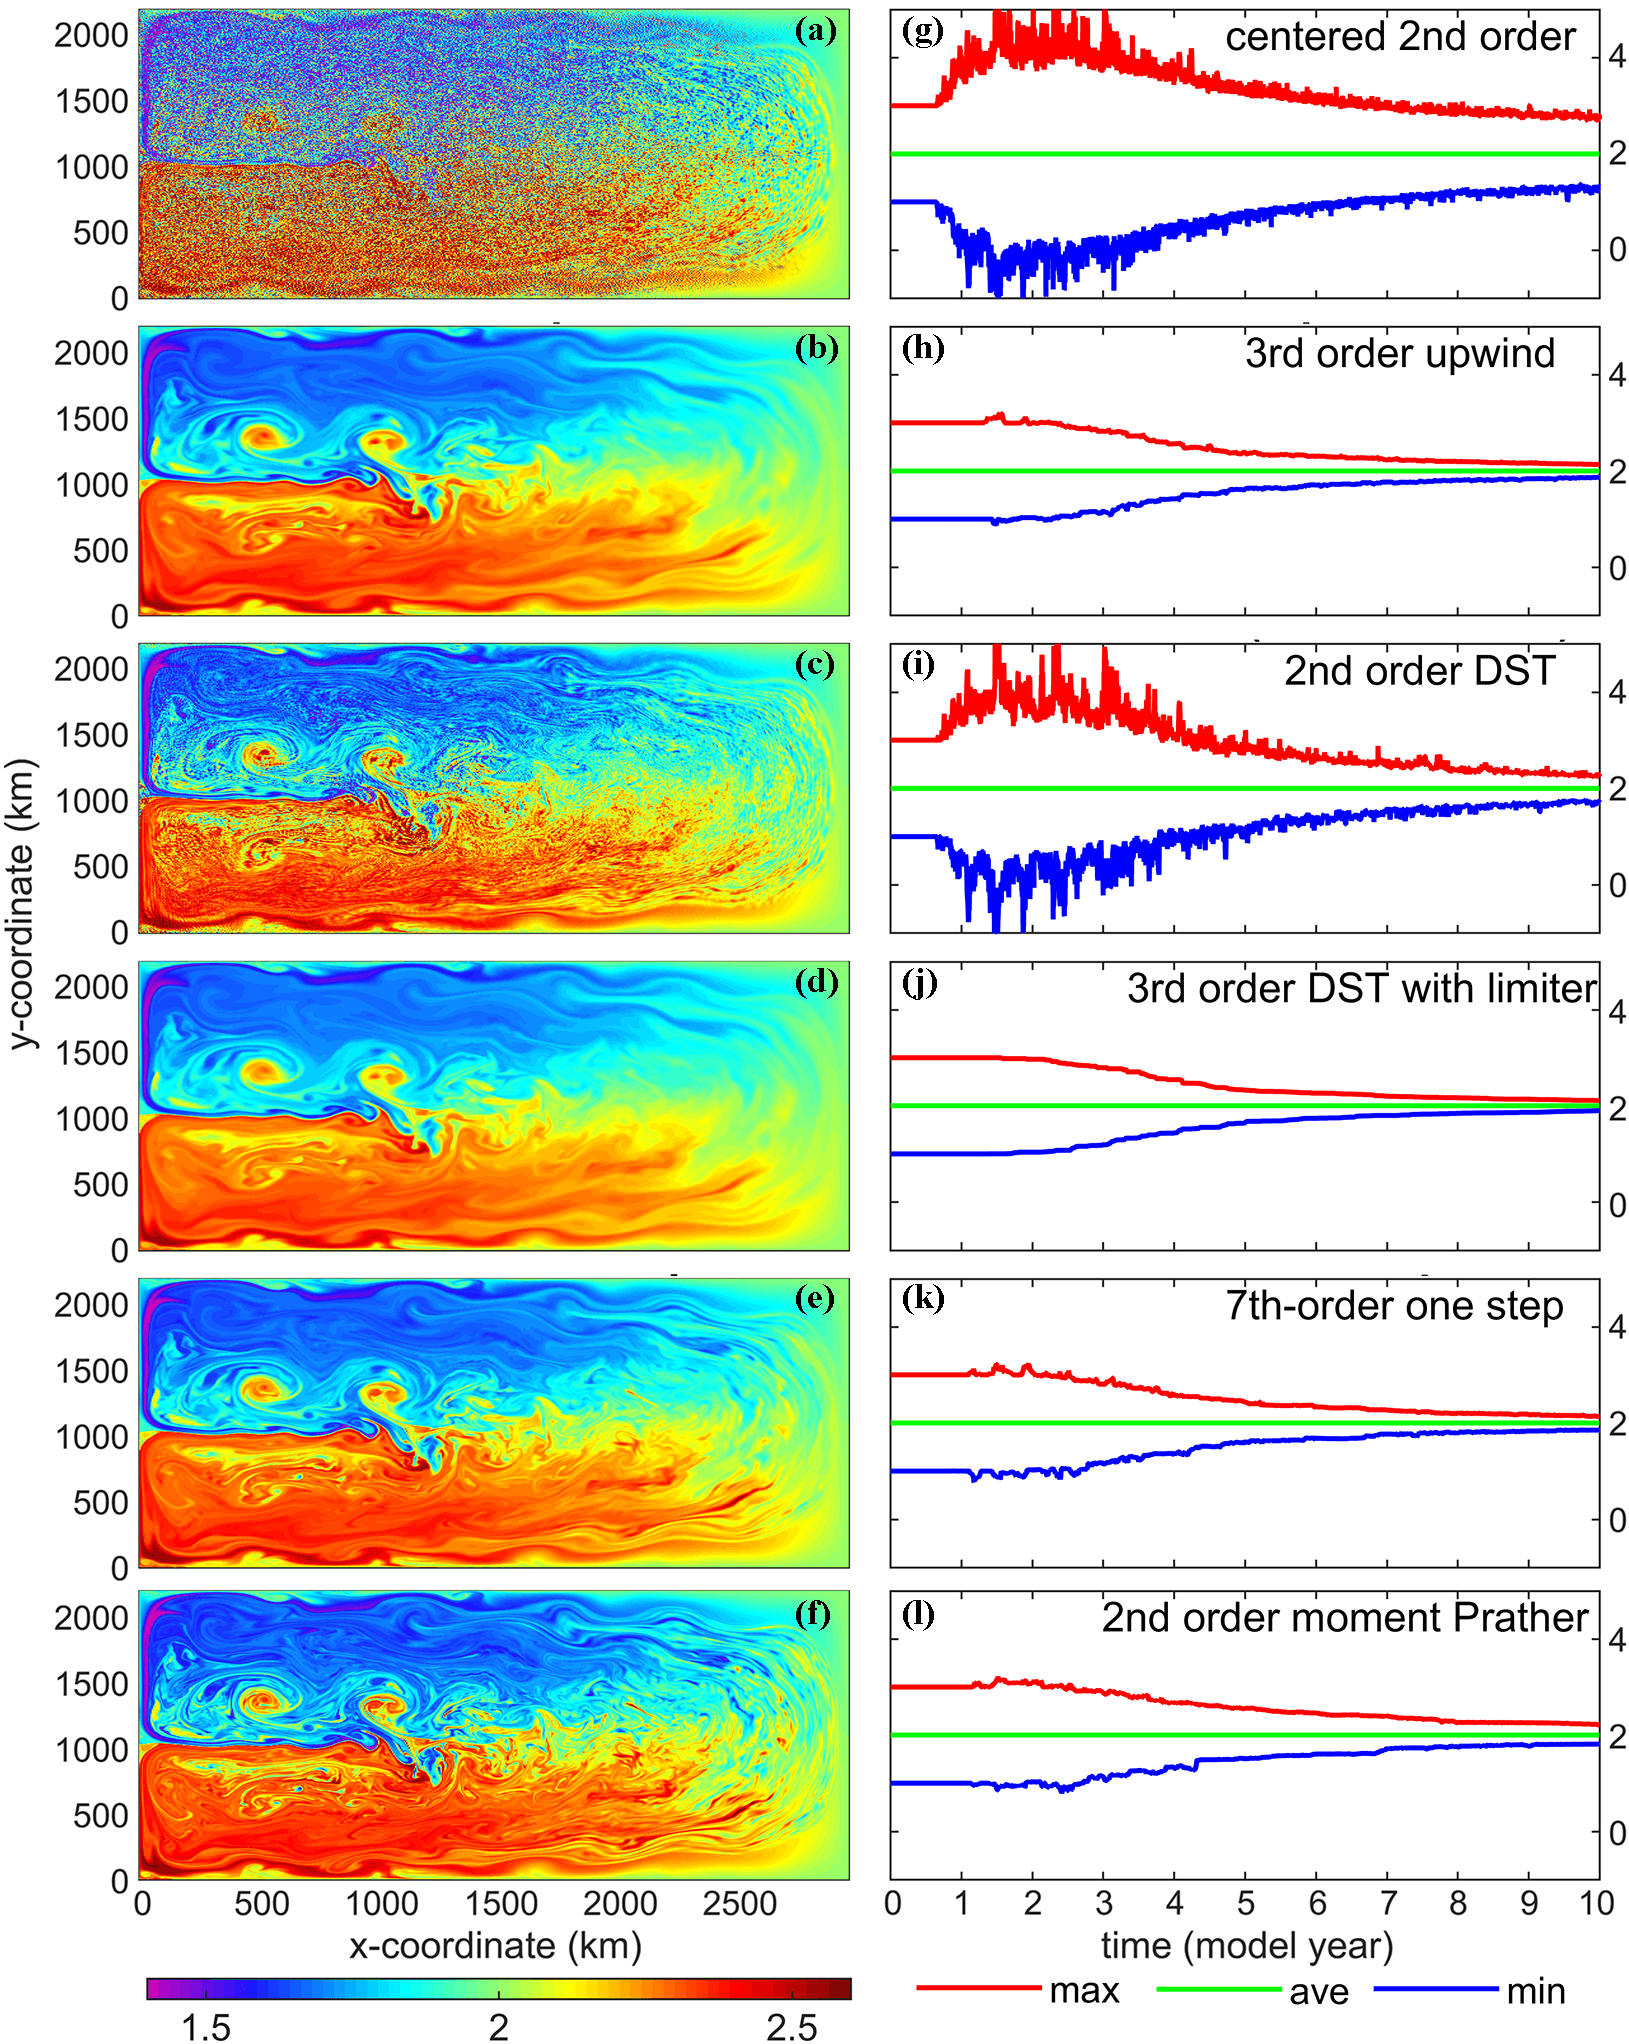 2000
1500
1000
500
0
(a)
(g)
centered 2nd order
4
2
0
2000
1500
1000
500
0
(b)
(h)
3rd order upwind
4
2
0
2000
1500
1000
500
0
(c)
(i)
2nd order DST
4
2
0
2000
1500
1000
500
0
(d)
(j)
3rd order DST with limiter
4
2
0
2000
1500
1000
500
0
(e)
(k)
7th-order one step
4
2
0
2000
1500
1000
500
0
(f)
(l)
2nd order moment Prather
4
2
0
y-coordinate (km)
0 500 1000 1500 2000 2500
x-coordinate (km)
0 1 2 3 4 5 6 7 8 9 10
time (model year)
1.5 2 2.5
max ave min